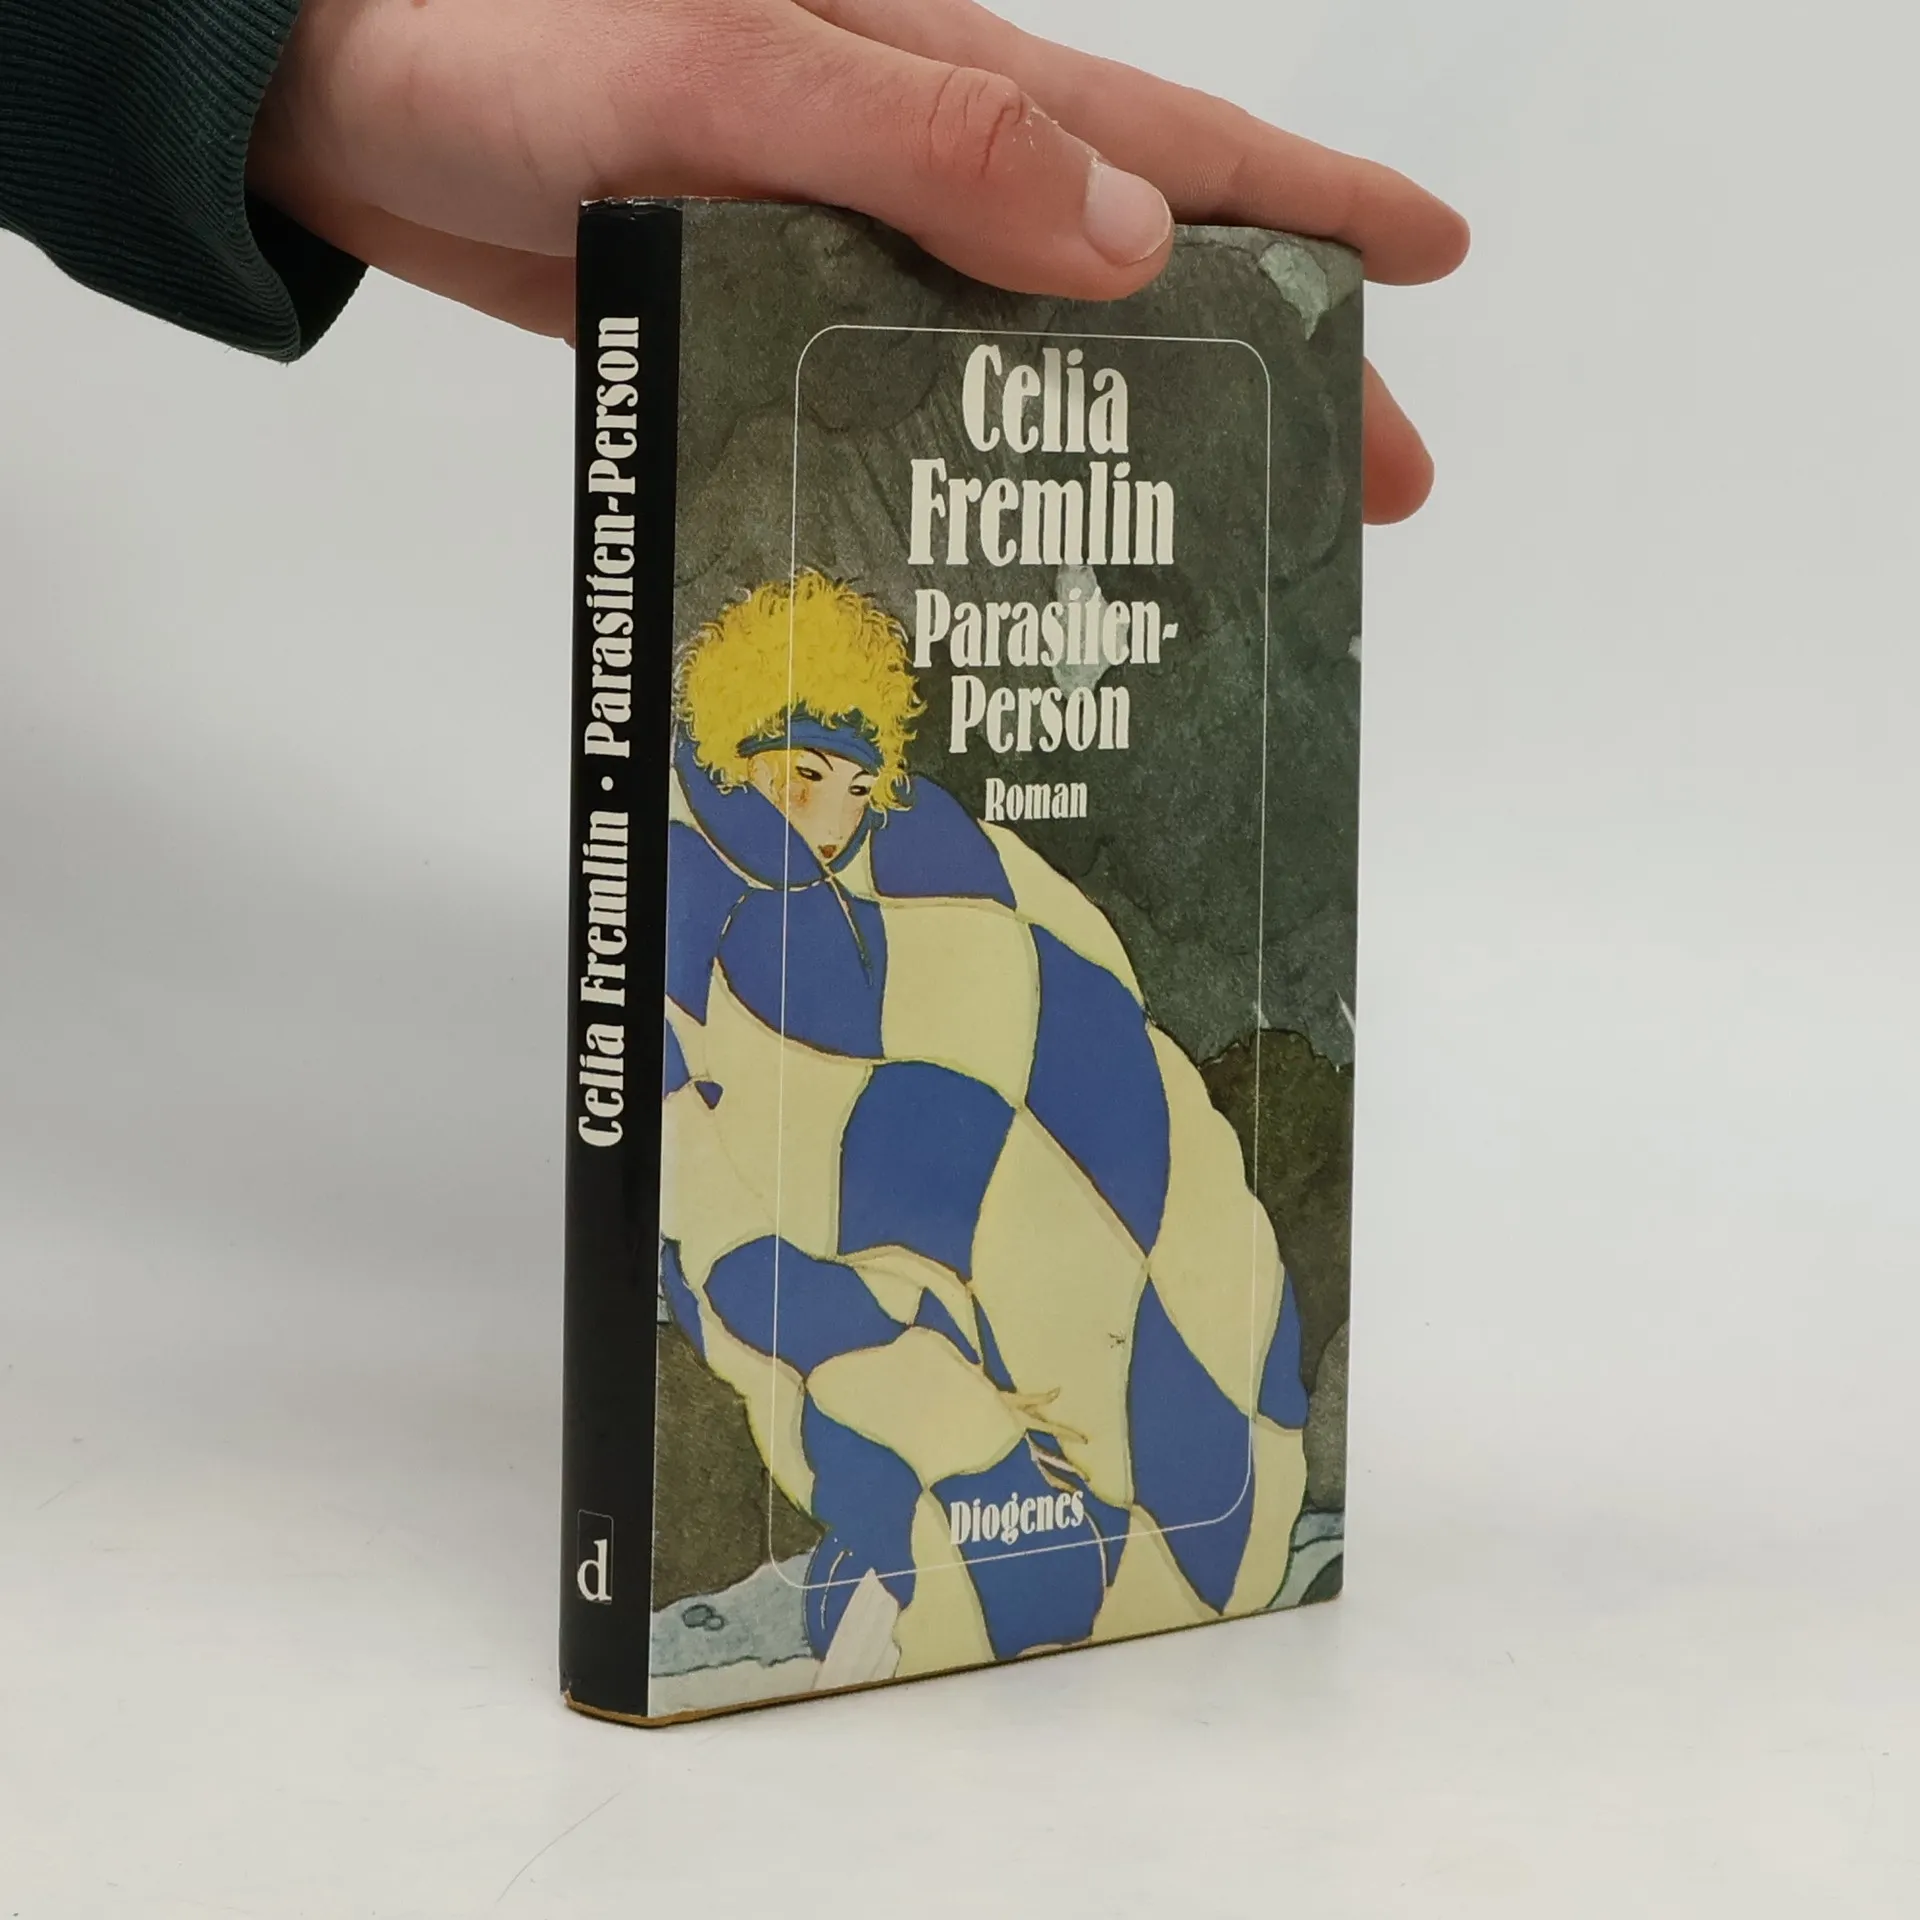 Celia Fremlin · Parasiten-Person
d
Celia
Fremlin
Parasiten-
Person
Roman
Diogenes